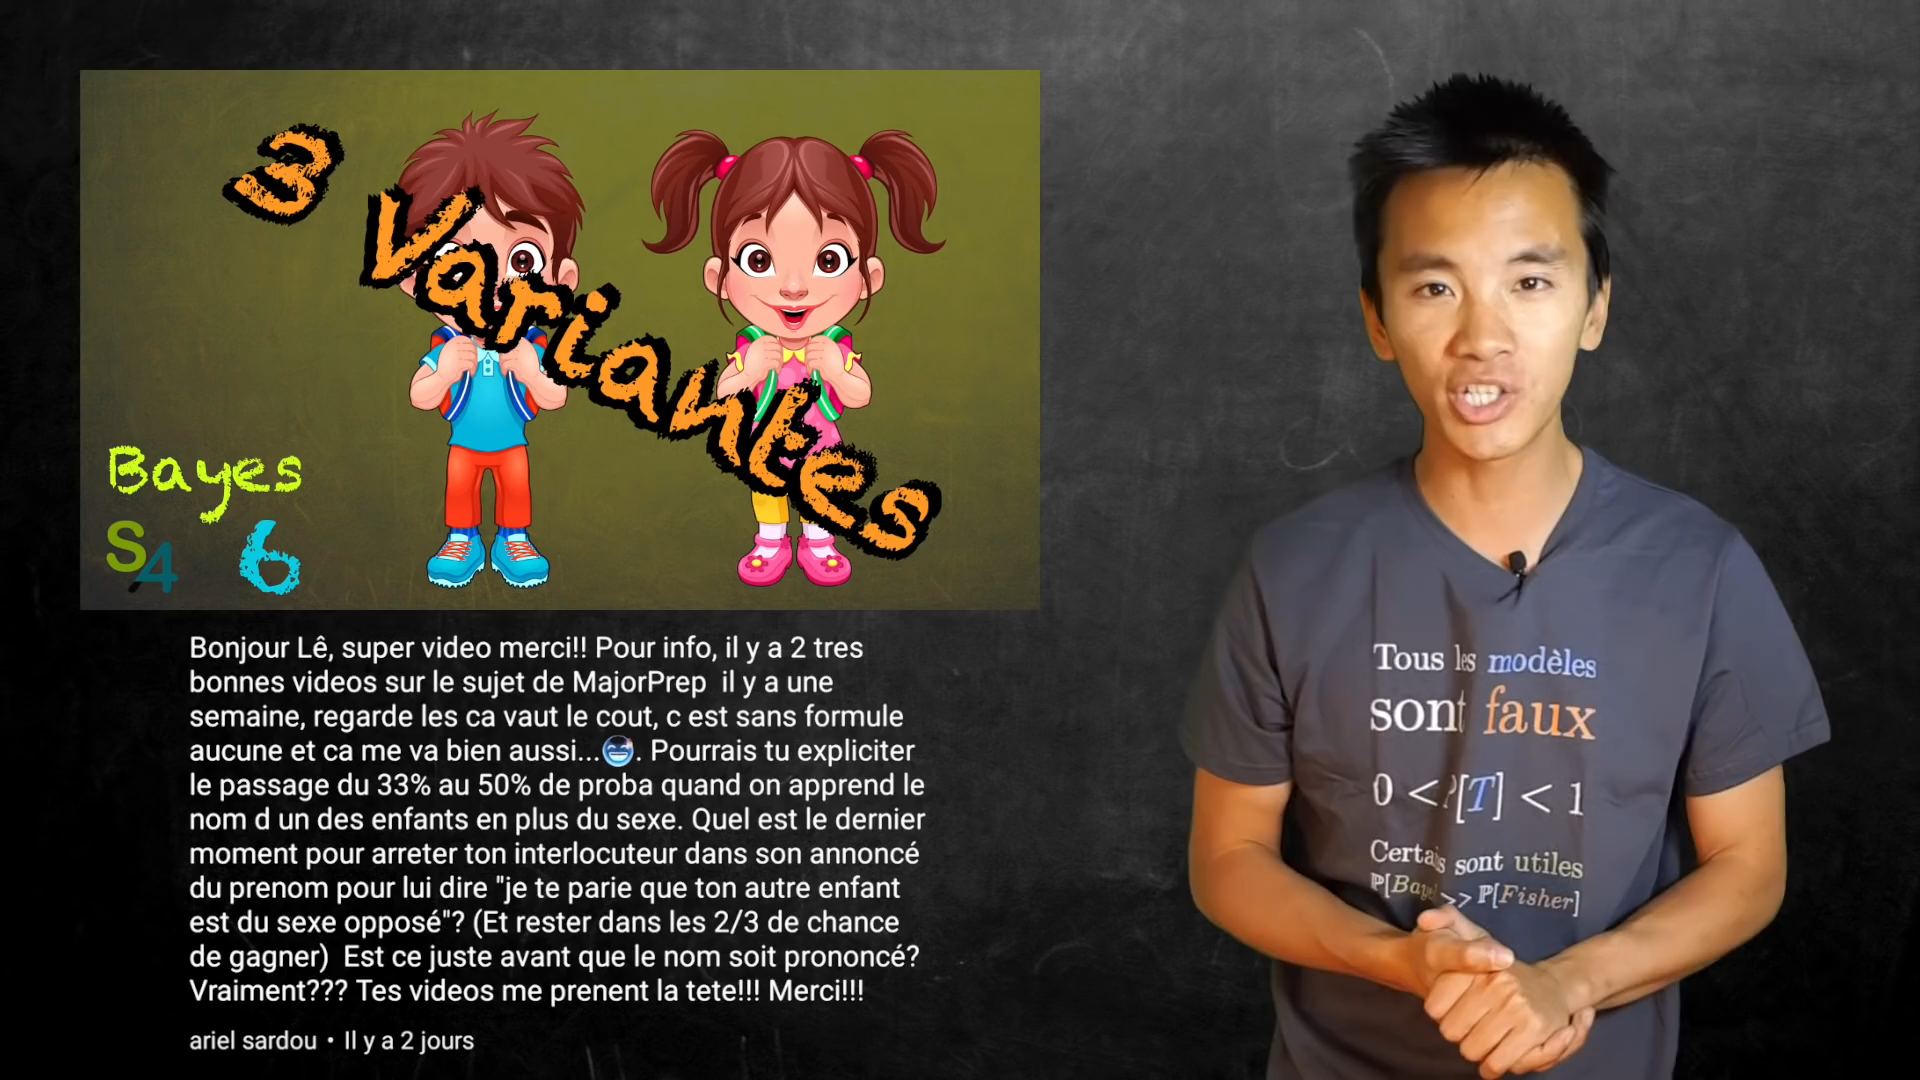 3 Variantes
Bayes
S4 6
Bonjour Lê, super video merci!! Pour info, il y a 2 tres
bonnes videos sur le sujet de MajorPrep il y a une
semaine, regarde les ca vaut le cout, c est sans formule
aucune et ca me va bien aussi...😅. Pourrais tu expliciter
le passage du 33% au 50% de proba quand on apprend le
nom d un des enfants en plus du sexe. Quel est le dernier
moment pour arreter ton interlocuteur dans son annoncé
du prenom pour lui dire "je te parie que ton autre enfant
est du sexe opposé"? (Et rester dans les 2/3 de chance
de gagner) Est ce juste avant que le nom soit prononcé?
Vraiment??? Tes videos me prenent la tete!!! Merci!!!
ariel sardou • Il y a 2 jours
Tous les modèles
sont faux
0 < P[T] < 1
sont utiles
>> P[Fisher]